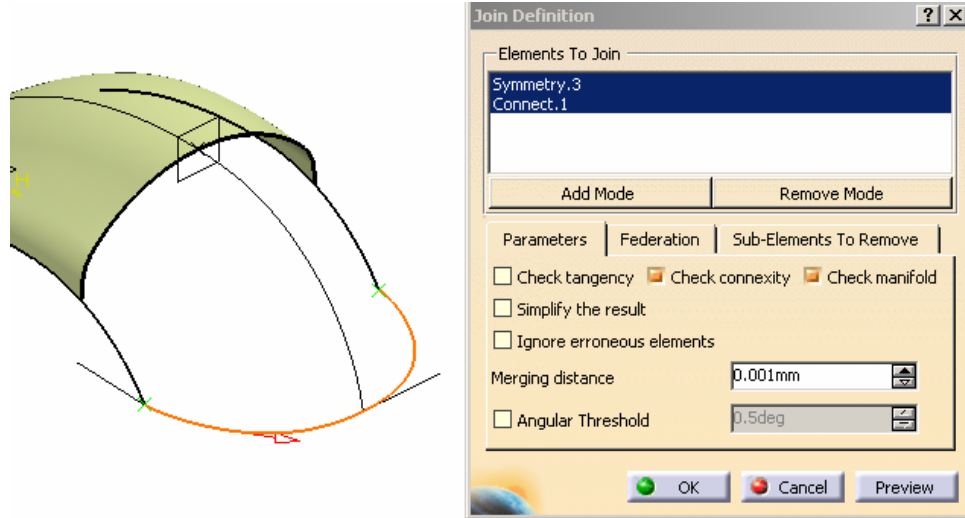 Join Definition
Elements To Join
Symmetry.3
Connect.1
Add Mode Remove Mode
Parameters Federation Sub-Elements To Remove
Check tangency Check connexity Check manifold
Simplify the result
Ignore erroneous elements
Merging distance 0.001mm
Angular Threshold 0.5deg
OK Cancel Preview